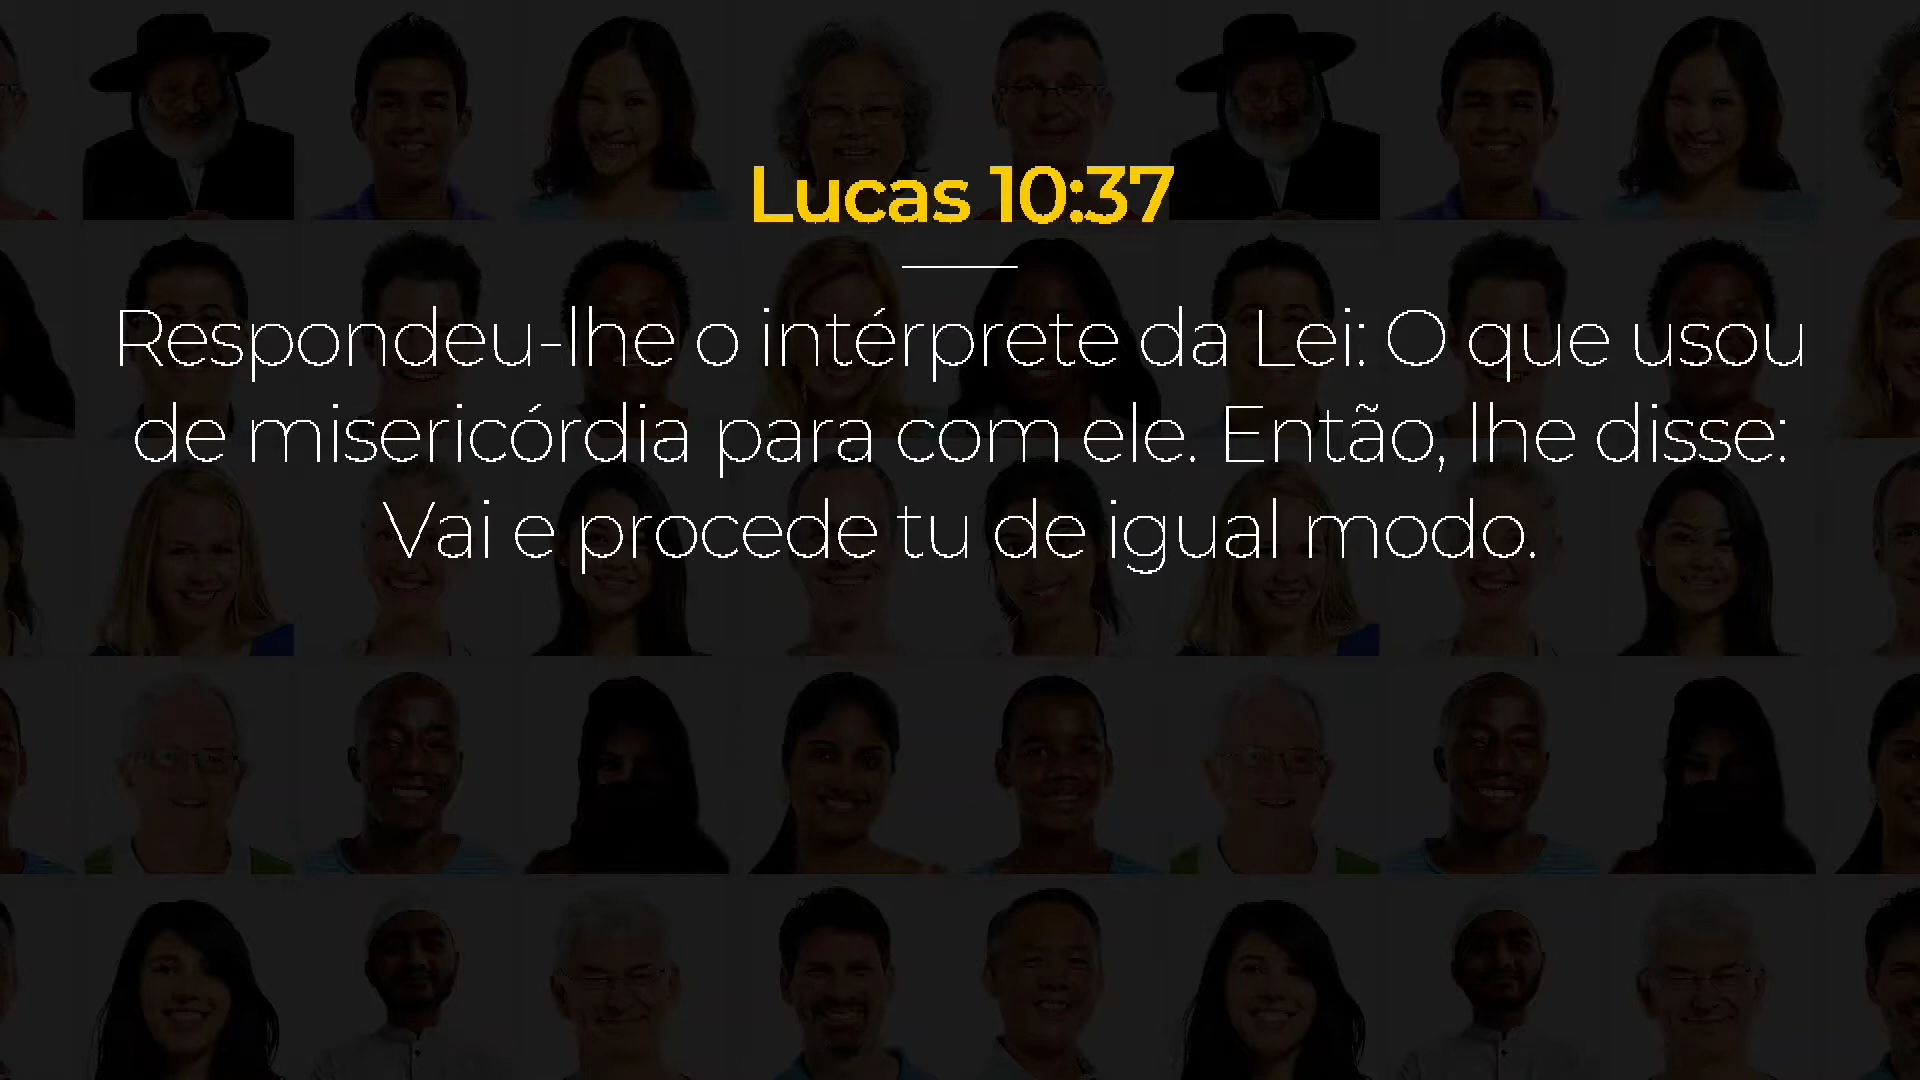 Lucas 10:37
Respondeu-lhe o intérprete da Lei: O que usou
de misericórdia para com ele. Então, lhe disse:
Vai e procede tu de igual modo.